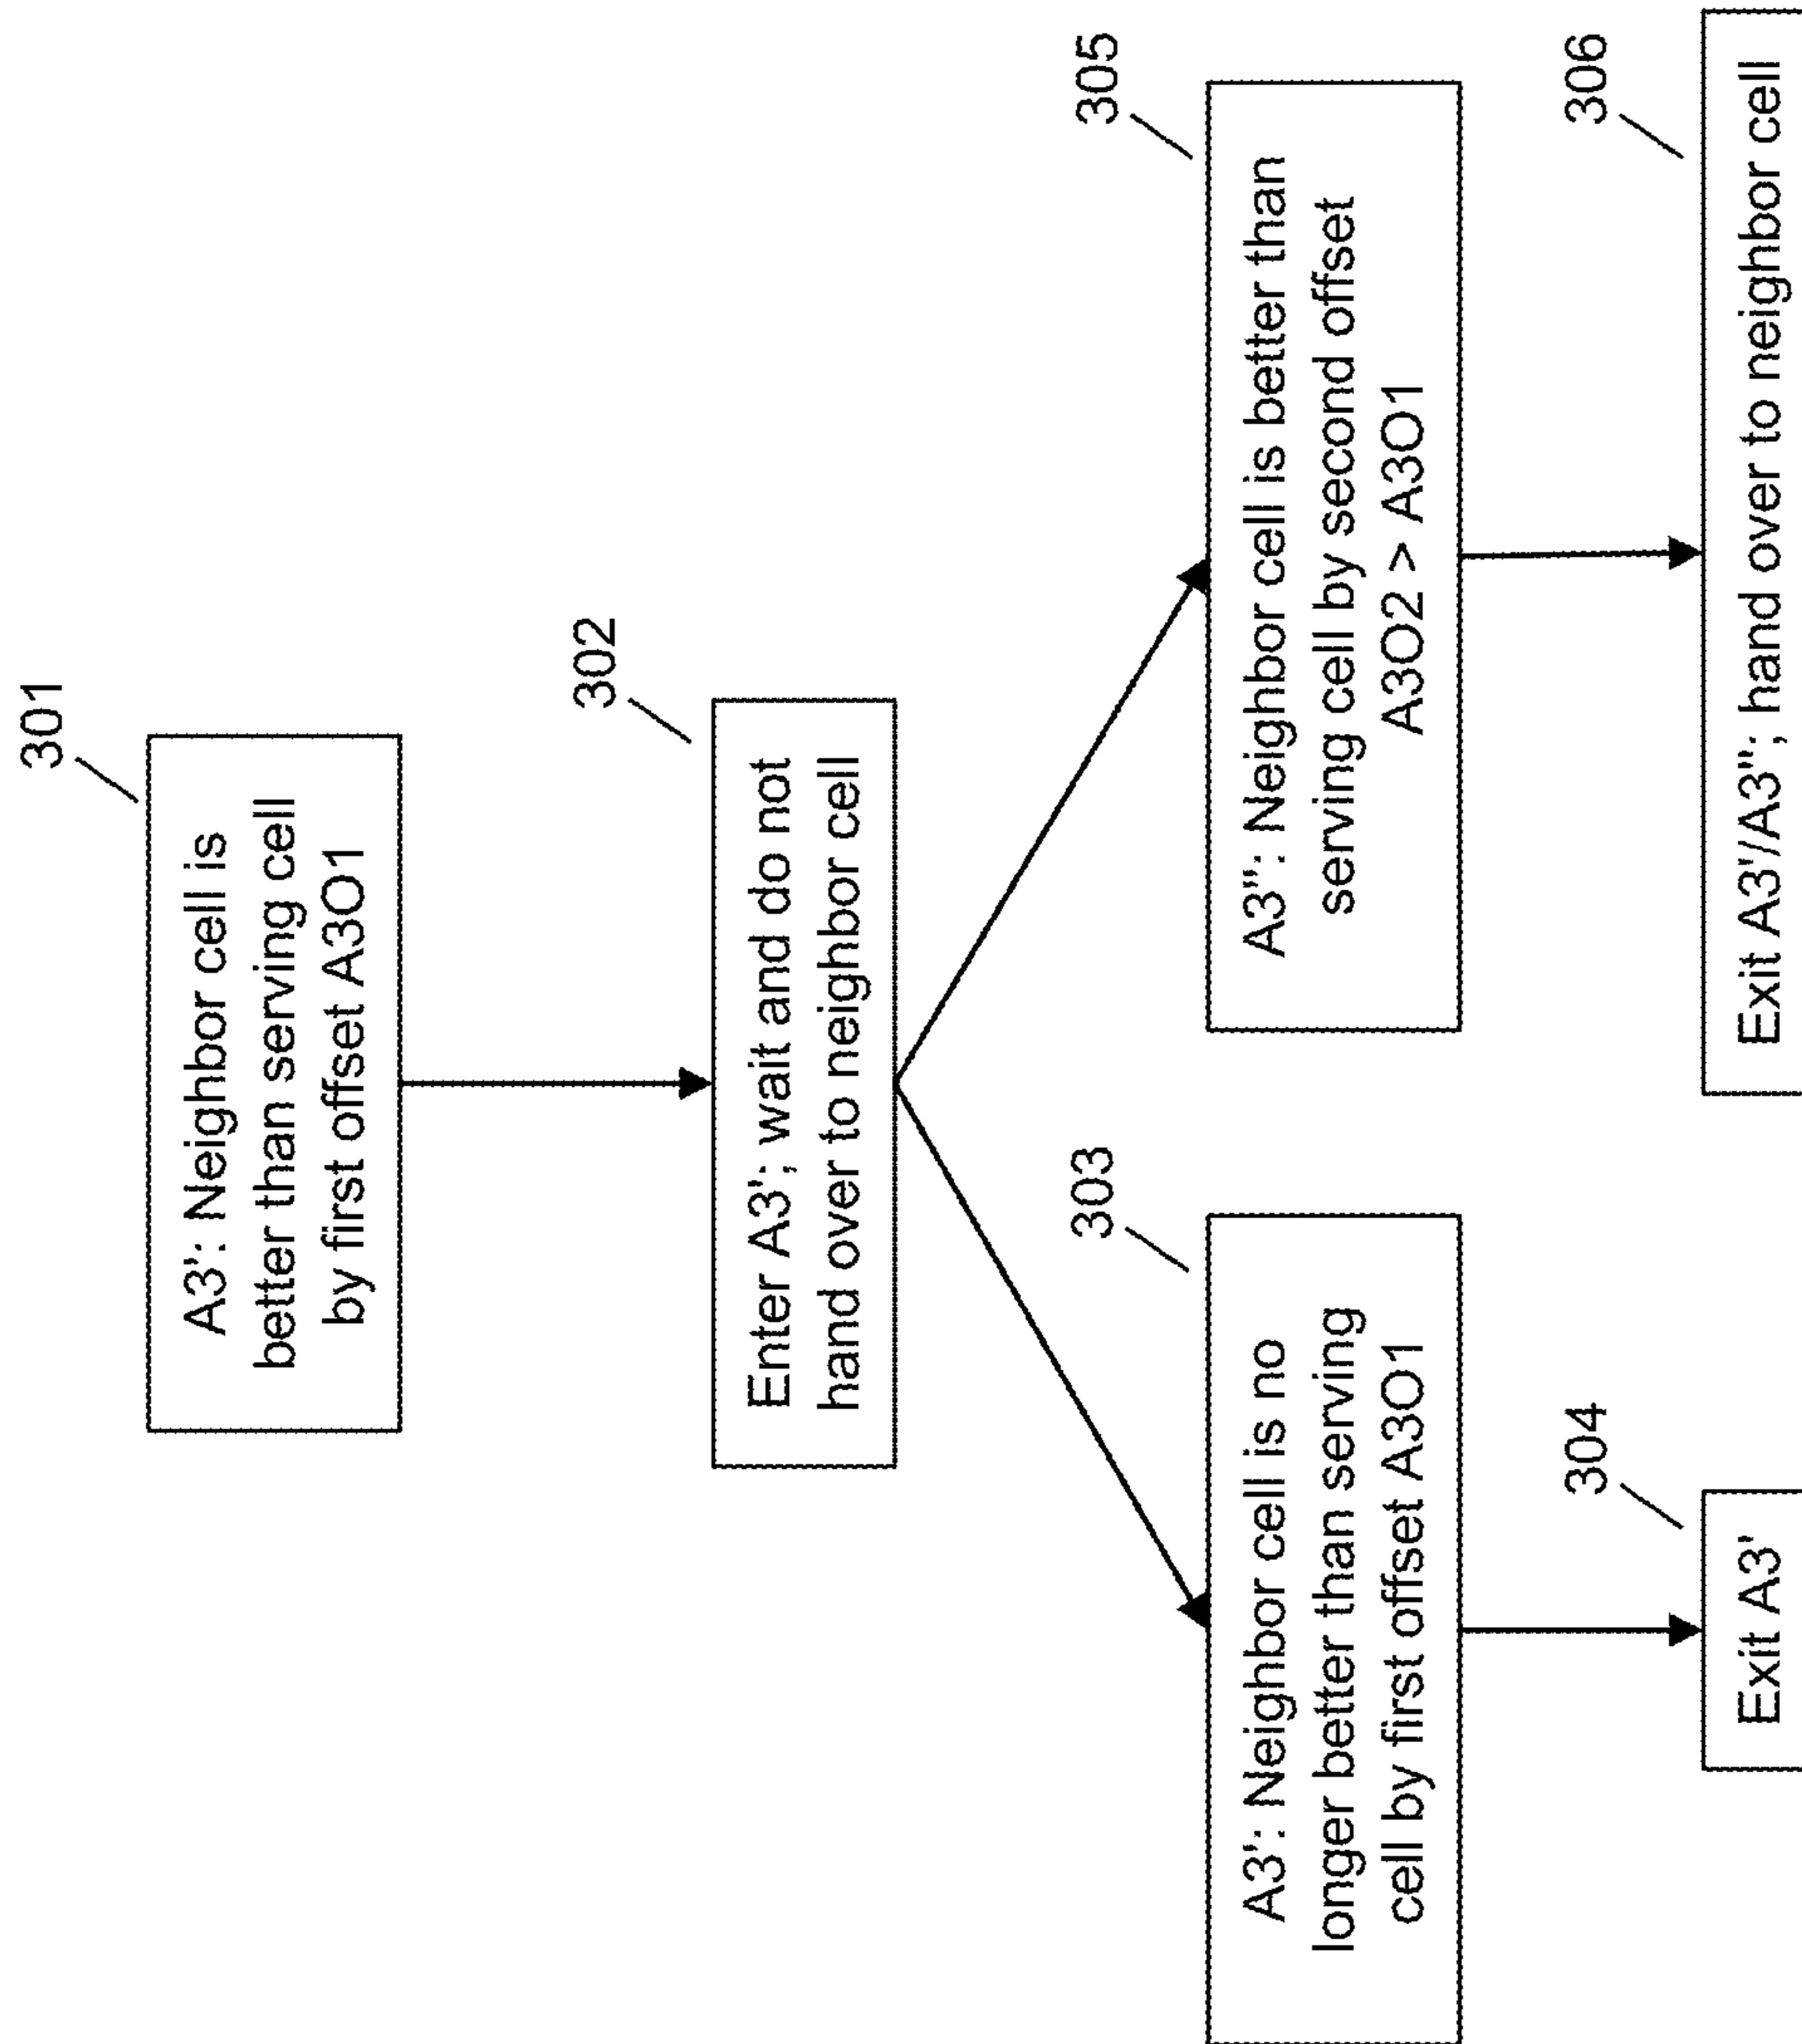 301
A3': Neighbor cell is
better than serving cell
by first offset A3O1
302
Enter A3'; wait and do not
hand over to neighbor cell
303
A3': Neighbor cell is no
longer better than serving
cell by first offset A3O1
304
Exit A3'
305
A3": Neighbor cell is better than
serving cell by second offset
A3O2 > A3O1
306
Exit A3'/A3"; hand over to neighbor cell